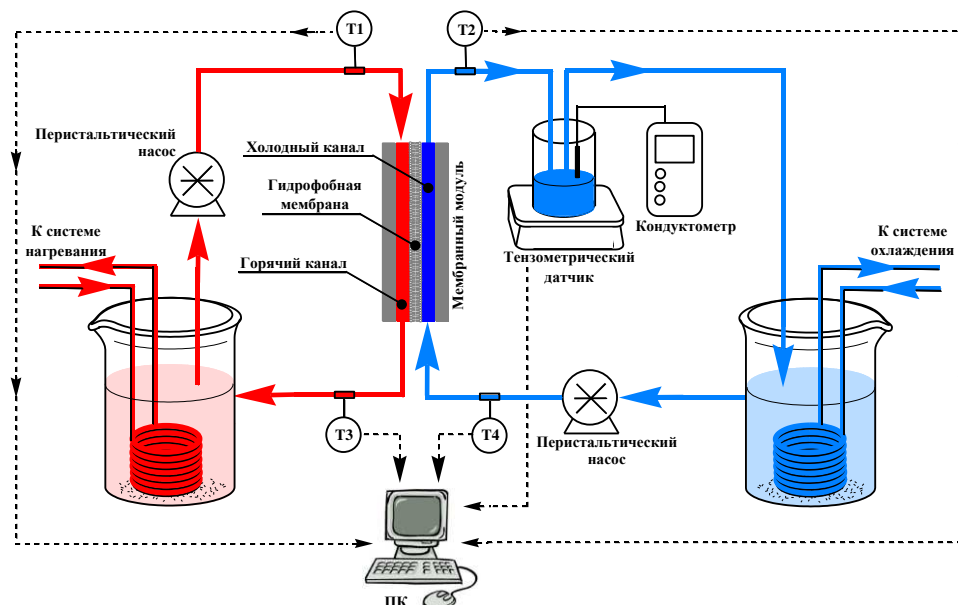 T1
T2
Перистальтический
насос
Холодный канал
Гидрофобная
мембрана
Горячий канал
Мембранный модуль
Кондуктометр
Тензометрический
датчик
К системе
нагревания
К системе
охлаждения
T3
T4
Перистальтический
насос
ПК